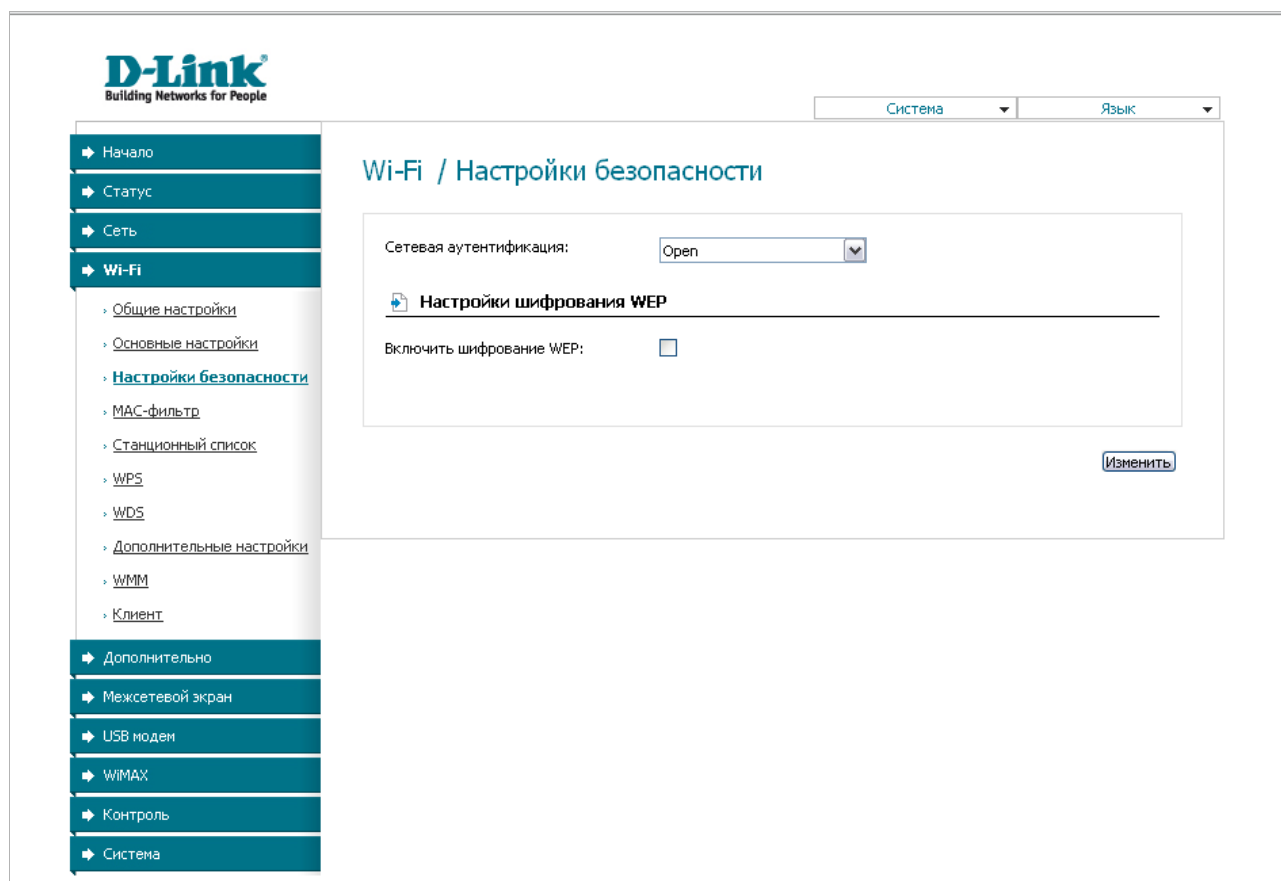 D-Link
Building Networks for People
Система
Язык
Начало
Статус
Сеть
Wi-Fi
Общие настройки
Основные настройки
Настройки безопасности
MAC-фильтр
Станционный список
WPS
WDS
Дополнительные настройки
WMM
Клиент
Дополнительно
Межсетевой экран
USB модем
WiMAX
Контроль
Система
Wi-Fi / Настройки безопасности
Сетевая аутентификация: Open
Настройки шифрования WEP
Включить шифрование WEP:
Изменить